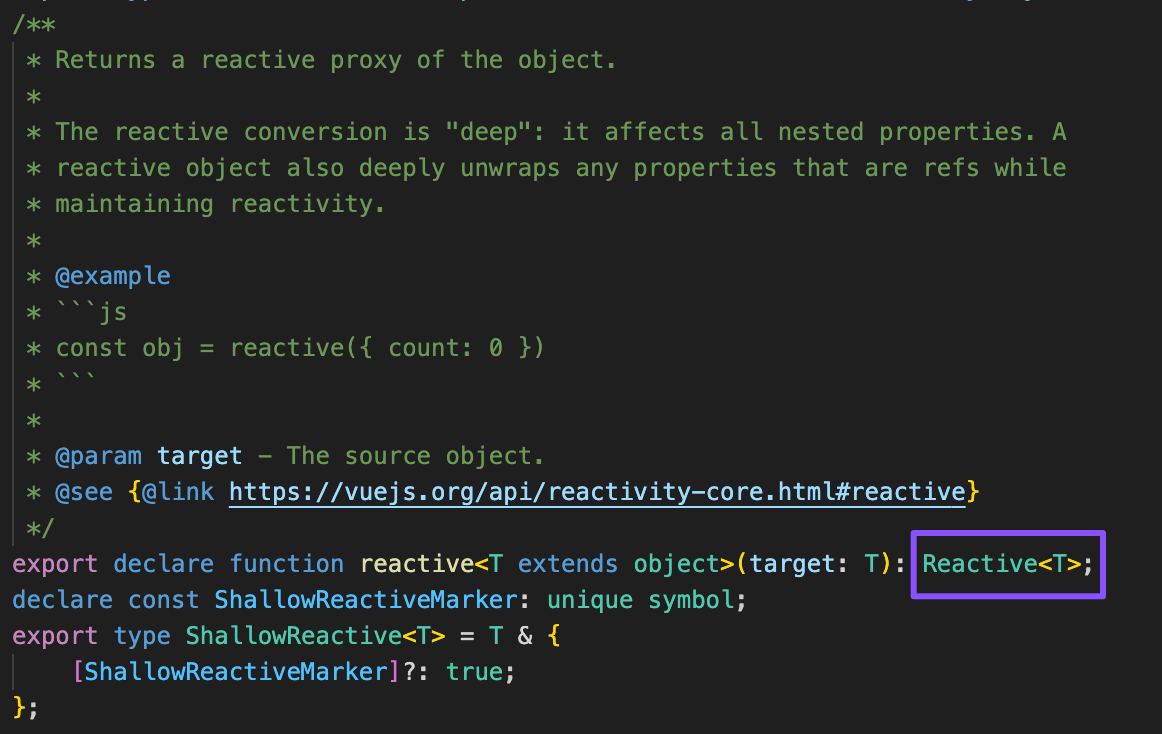 /**
 * Returns a reactive proxy of the object.
 *
 * The reactive conversion is "deep": it affects all nested properties. A
 * reactive object also deeply unwraps any properties that are refs while
 * maintaining reactivity.
 *
 * @example
 * ```js
 * const obj = reactive({ count: 0 })
 * ```
 *
 * @param target - The source object.
 * @see {@link https://vuejs.org/api/reactivity-core.html#reactive}
 */
export declare function reactive<T extends object>(target: T): Reactive<T>;
declare const ShallowReactiveMarker: unique symbol;
export type ShallowReactive<T> = T & {
    [ShallowReactiveMarker]?: true;
};